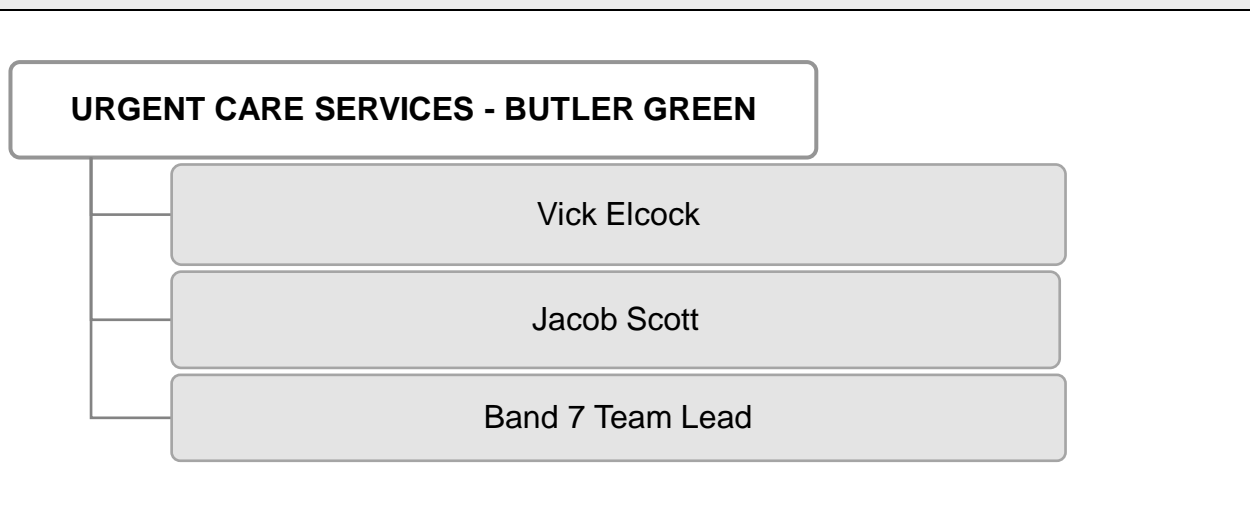 URGENT CARE SERVICES - BUTLER GREEN
Vick Elcock
Jacob Scott
Band 7 Team Lead